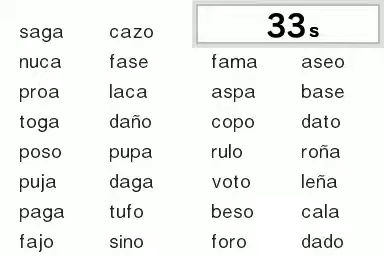 saga cazo 33 s
nuca fase fama aseo
proa laca aspa base
toga daño copo dato
poso pupa rulo roña
puja daga voto leña
paga tufo beso cala
fajo sino foro dado